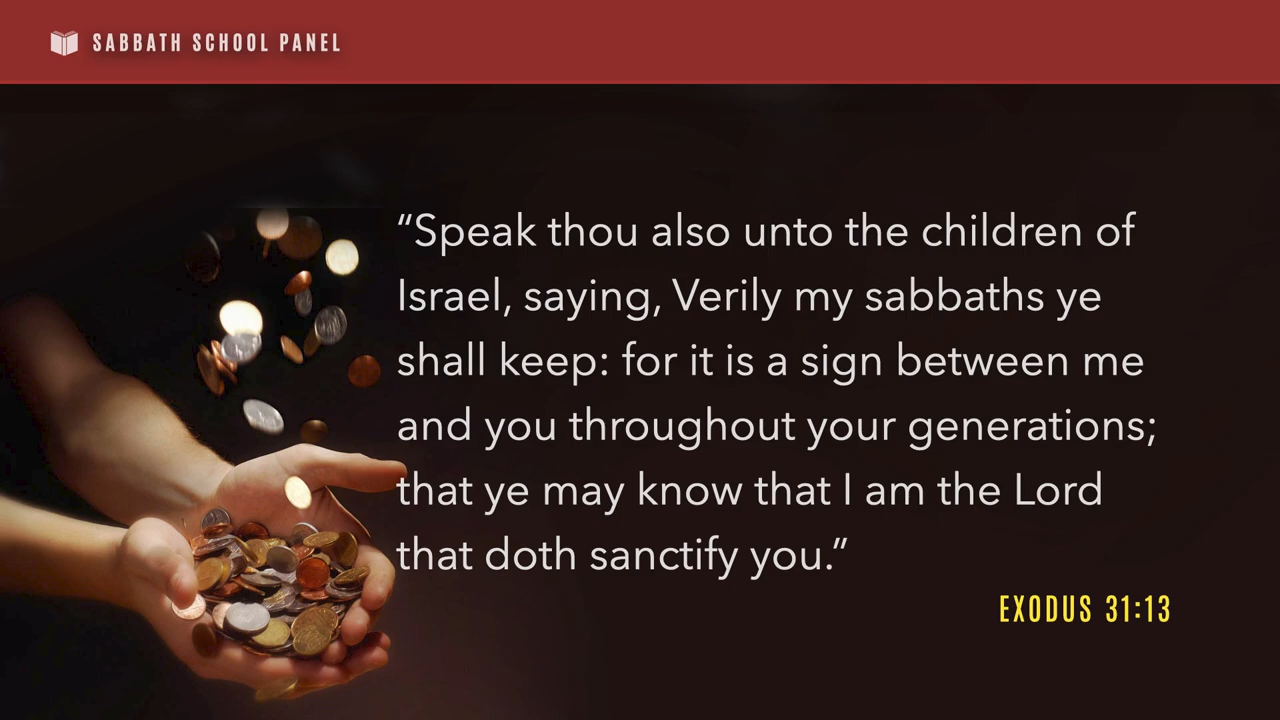 SABBATH SCHOOL PANEL
“Speak thou also unto the children of
Israel, saying, Verily my sabbaths ye
shall keep: for it is a sign between me
and you throughout your generations;
that ye may know that I am the Lord
that doth sanctify you.”
EXODUS 31:13